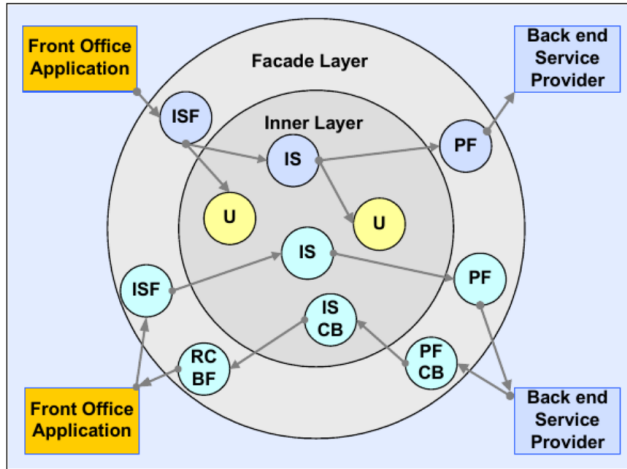 Front Office
Application
Back end
Service
Provider
Facade Layer
ISF
Inner Layer
IS
PF
U
U
IS
ISF
PF
IS
CB
RC
BF
PF
CB
Front Office
Application
Back end
Service
Provider